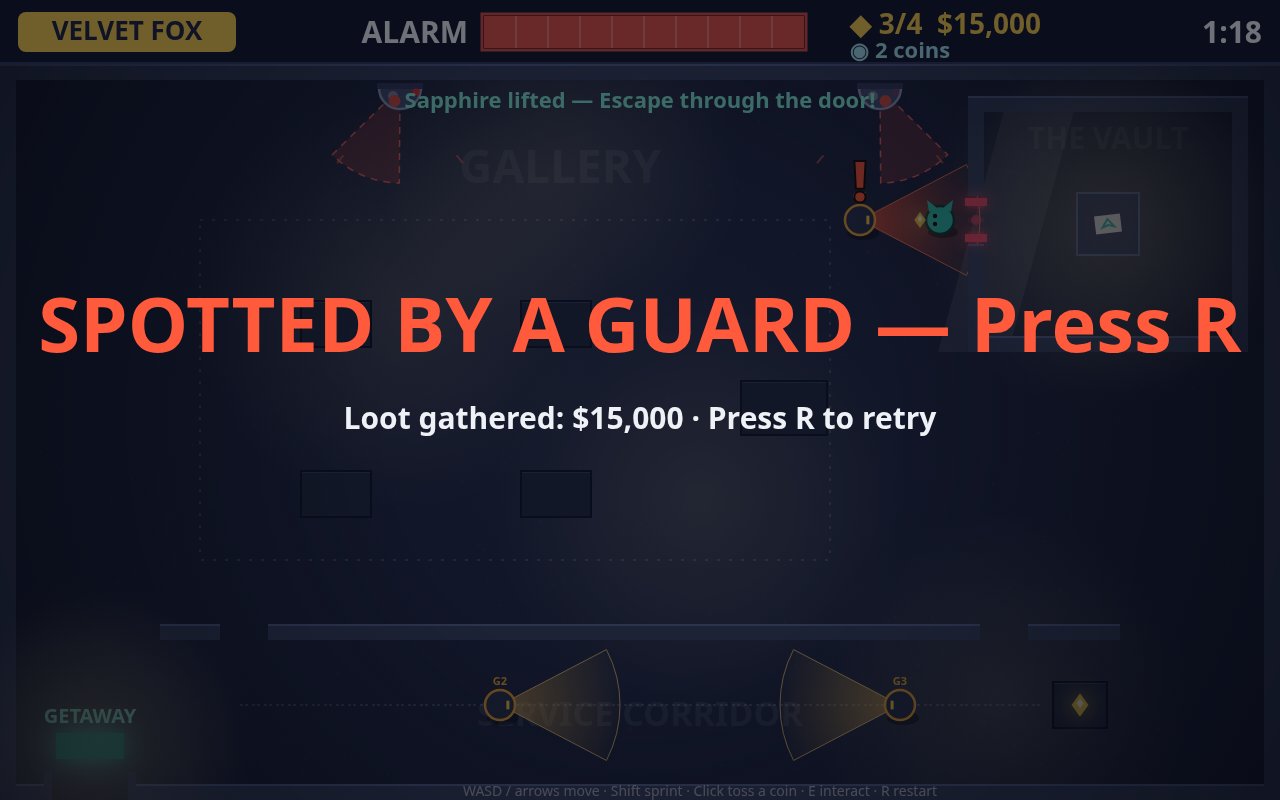 VELVET FOX
ALARM
3/4 $15,000
2 coins
1:18
Sapphire lifted — Escape through the door!
GALLERY
THE VAULT
!
SPOTTED BY A GUARD — Press R
Loot gathered: $15,000 · Press R to retry
G2
G3
SERVICE CORRIDOR
GETAWAY
WASD / arrows move · Shift sprint · Click toss a coin · E interact · R restart